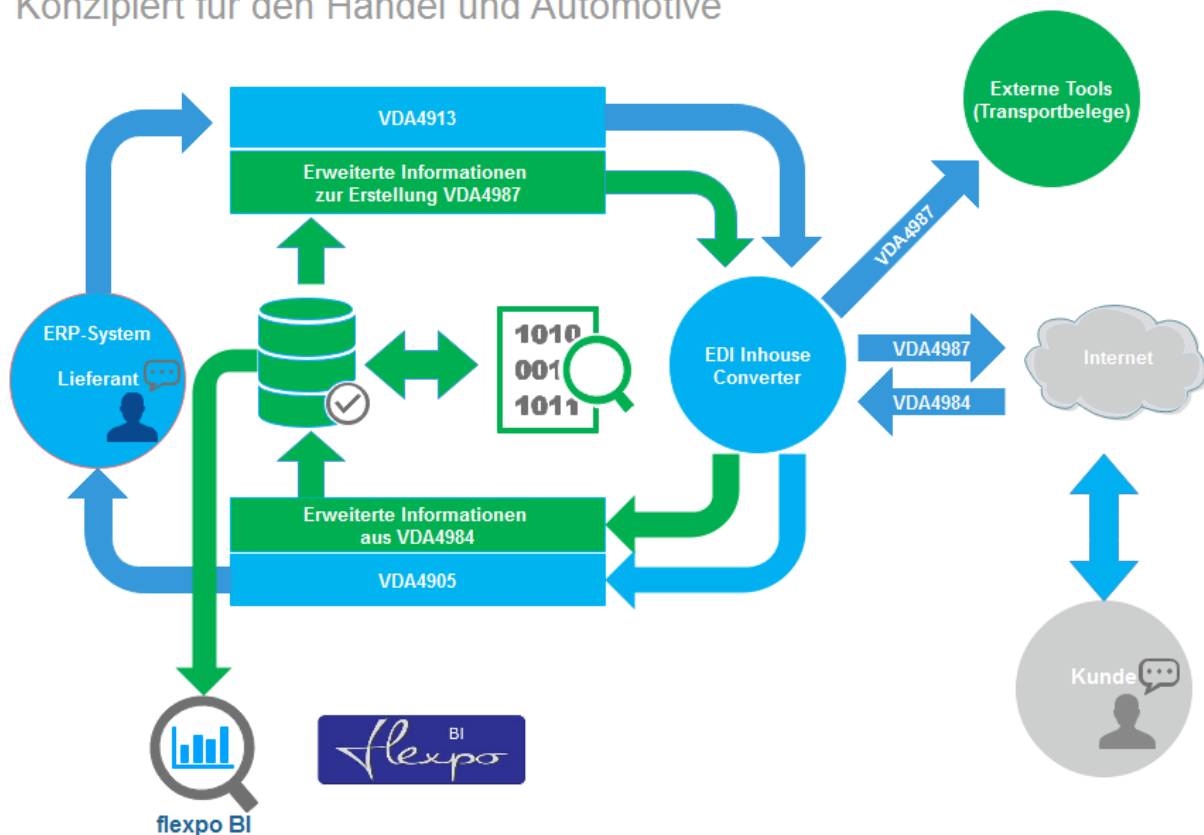 Konzipiert für den Handel und Automotive
Externe Tools
(Transportbelege)
VDA4913
Erweiterte Informationen
zur Erstellung VDA4987
VDA4987
ERP-System
Lieferant
1010
001
1011
EDI Inhouse
Converter
VDA4987
VDA4984
Internet
Erweiterte Informationen
aus VDA4984
VDA4905
Kunde
BI
flexpo
flexpo BI